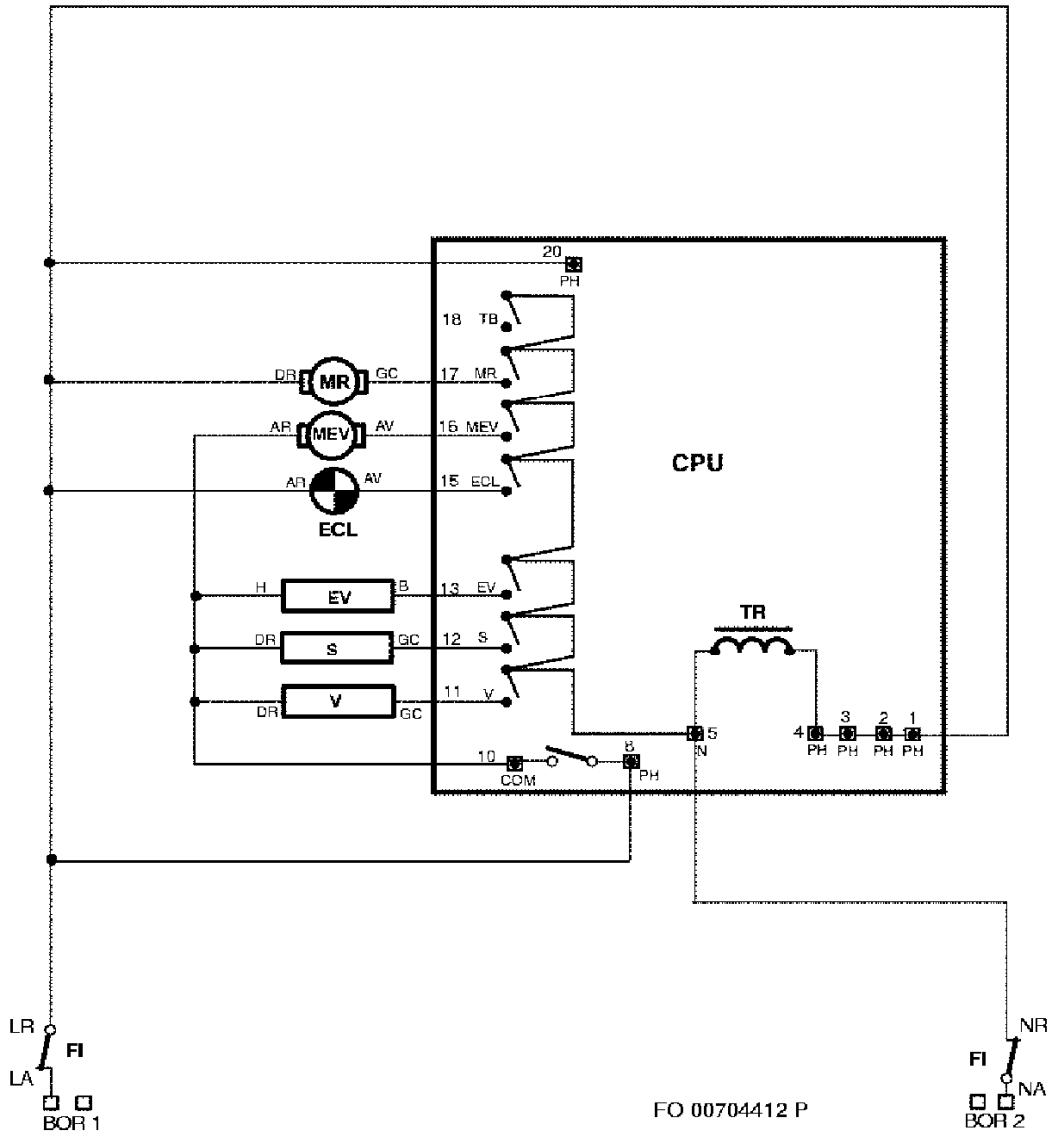 20
PH
18 TB
DR MR GC 17 MR
AR MEV AV 16 MEV
CPU
AR AV 15 ECL
ECL
H EV B 13 EV
TR
DR S GC 12 S
DR V GC 11 V
5 4 3 2 1
N PH PH PH PH
10 8
COM PH
LR NR
FI FI
LA NA
FO 00704412 P
BOR 1 BOR 2